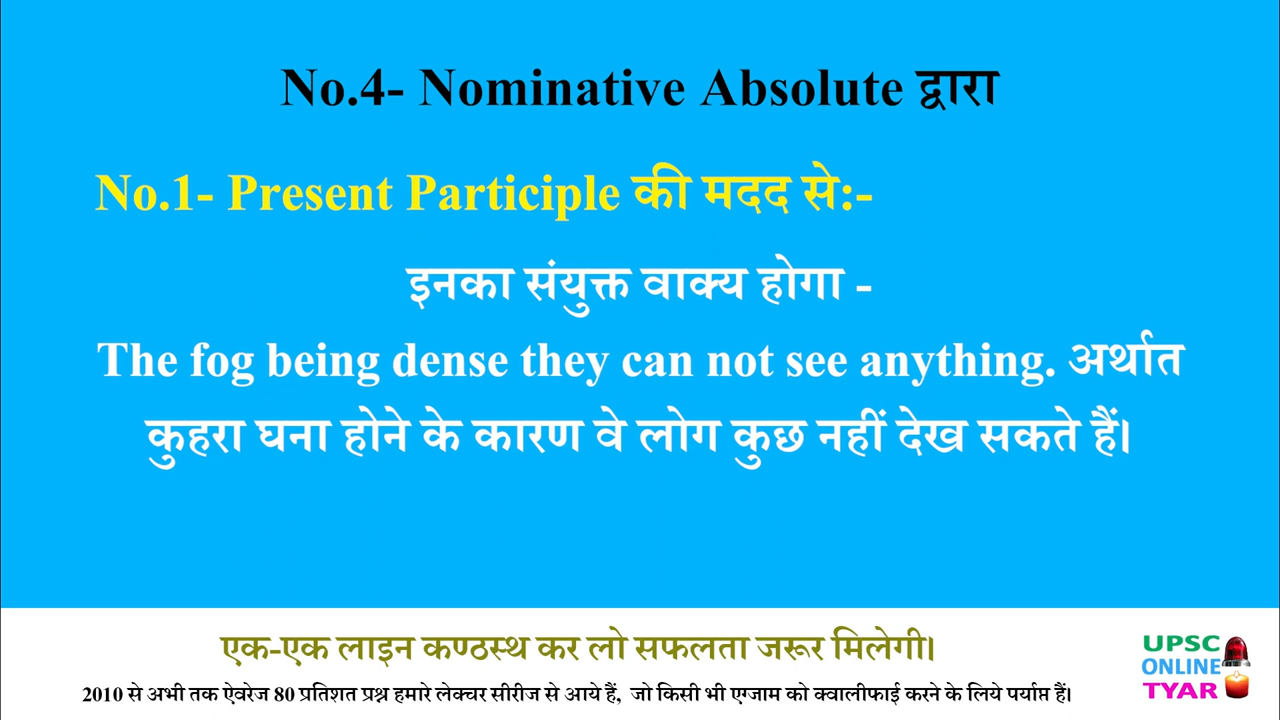 No.4- Nominative Absolute द्वारा
No.1- Present Participle की मदद से:-
इनका संयुक्त वाक्य होगा -
The fog being dense they can not see anything. अर्थात
कुहरा घना होने के कारण वे लोग कुछ नहीं देख सकते हैं।
एक-एक लाइन कण्ठस्थ कर लो सफलता जरूर मिलेगी।
2010 से अभी तक ऐवरेज 80 प्रतिशत प्रश्न हमारे लेक्चर सीरीज से आये हैं, जो किसी भी एग्जाम को क्वालीफाई करने के लिये पर्याप्त हैं।
UPSC
ONLINE
TYAR